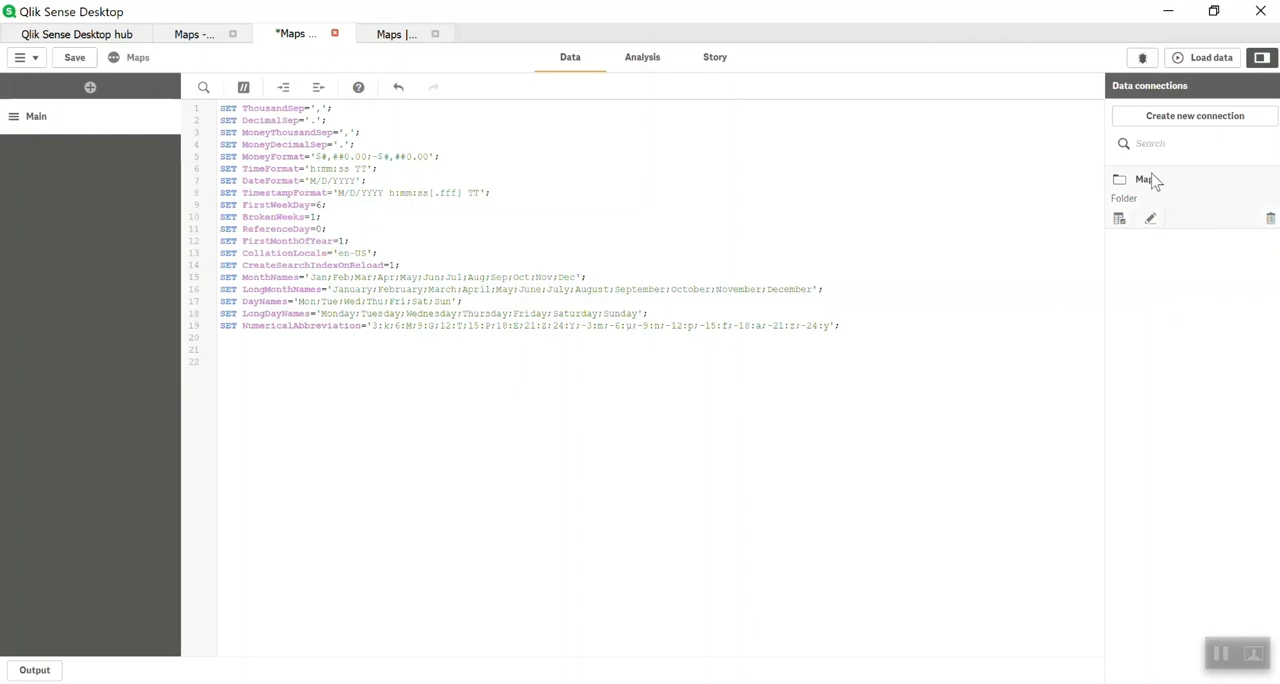 Qlik Sense Desktop
Qlik Sense Desktop hub
Maps -...
*Maps ...
Maps |...
Save
Maps
Data
Analysis
Story
Load data
Data connections
Create new connection
Search
Folder
Main
1 SET ThousandSep=',';
2 SET DecimalSep='.';
3 SET MoneyThousandSep=',';
4 SET MoneyDecimalSep='.';
5 SET MoneyFormat='$#,##0.00;-$#,##0.00';
6 SET TimeFormat='h:mm:ss TT';
7 SET DateFormat='M/D/YYYY';
8 SET TimestampFormat='M/D/YYYY h:mm:ss[.fff] TT';
9 SET FirstWeekDay=6;
10 SET BrokenWeeks=1;
11 SET ReferenceDay=0;
12 SET FirstMonthOfYear=1;
13 SET CollationLocale='en-US';
14 SET CreateSearchIndexOnReload=1;
15 SET MonthNames='Jan;Feb;Mar;Apr;May;Jun;Jul;Aug;Sep;Oct;Nov;Dec';
16 SET LongMonthNames='January;February;March;April;May;June;July;August;September;October;November;December';
17 SET DayNames='Mon;Tue;Wed;Thu;Fri;Sat;Sun';
18 SET LongDayNames='Monday;Tuesday;Wednesday;Thursday;Friday;Saturday;Sunday';
19 SET NumericalAbbreviation='3:k;6:M;9:G;12:T;15:P;18:E;21:Z;24:Y;-3:m;-6:μ;-9:n;-12:p;-15:f;-18:a;-21:z;-24:y';
20
21
22
Output